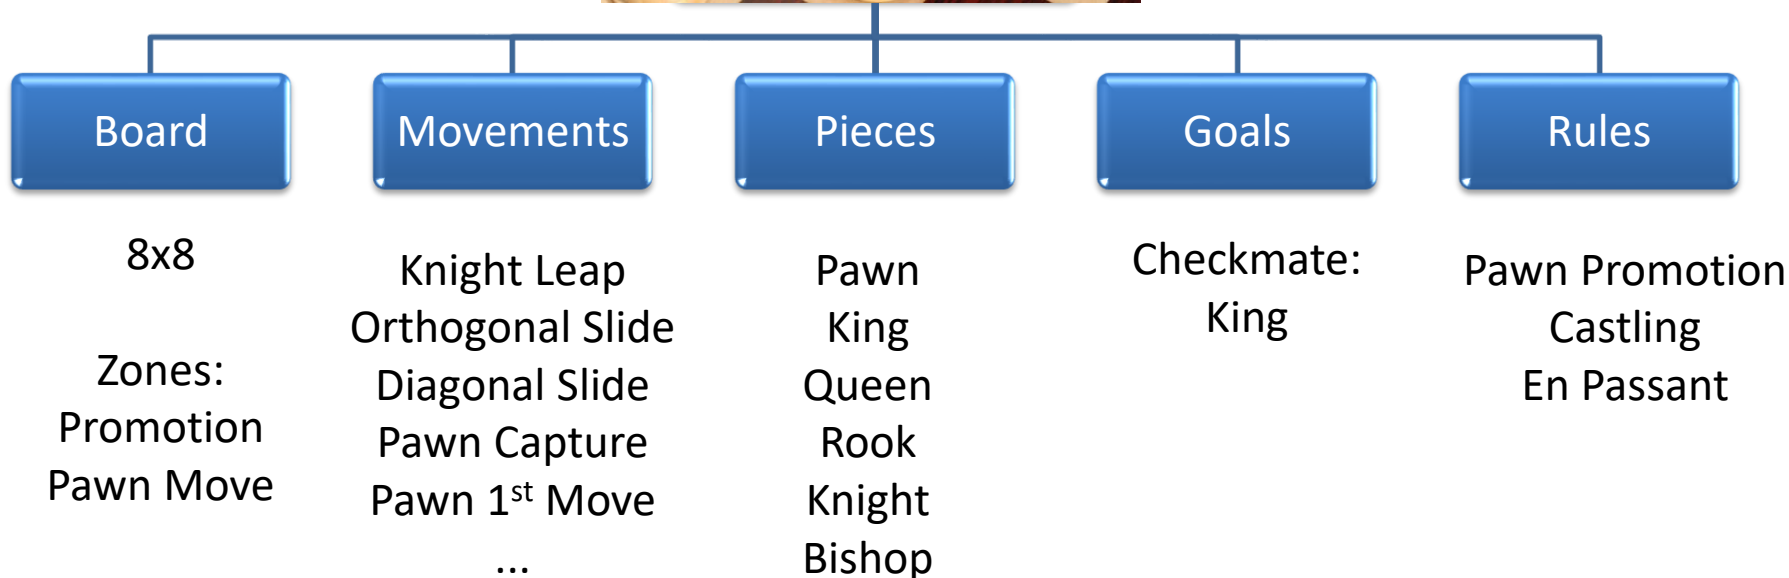 Board
Movements
Pieces
Goals
Rules
8x8
Zones:
Promotion
Pawn Move
Knight Leap
Orthogonal Slide
Diagonal Slide
Pawn Capture
Pawn 1st Move
...
Pawn
King
Queen
Rook
Knight
Bishop
Checkmate:
King
Pawn Promotion
Castling
En Passant